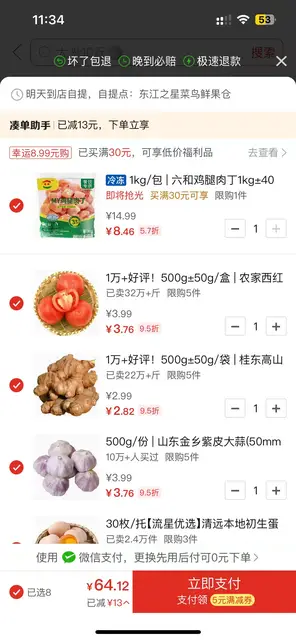 11:34
53
搜索
坏了包退 晚到必赔 极速退款
明天到店自提，自提点：东江之星菜鸟鲜果仓
凑单助手 已减13元，下单立享
幸运8.99元购 已买满30元，可享低价福利品 去查看 >
冷冻 1kg/包 | 六和鸡腿肉丁1kg±40
即将抢光 买满30元可享 限购1件
¥14.99
¥8.46 5.7折
1
1万+好评！500g±50g/盒 | 农家西红
已卖32万+斤 限购5件
¥3.99
¥3.76 9.5折
1
1万+好评！500g±50g/袋 | 桂东高山
已卖22万+斤 限购5件
¥2.99
¥2.82 9.5折
1
500g/份 | 山东金乡紫皮大蒜(50mm
10万+人买过 限购5件
¥3.99
¥3.76 9.5折
1
30枚/托【流星优选】清远本地初生蛋
已卖2.4万件 限购3件
使用 微信支付，更换先用后付可0元下单 >
已选8
¥64.12
已减 ¥13
立即支付
支付领 5元满减券